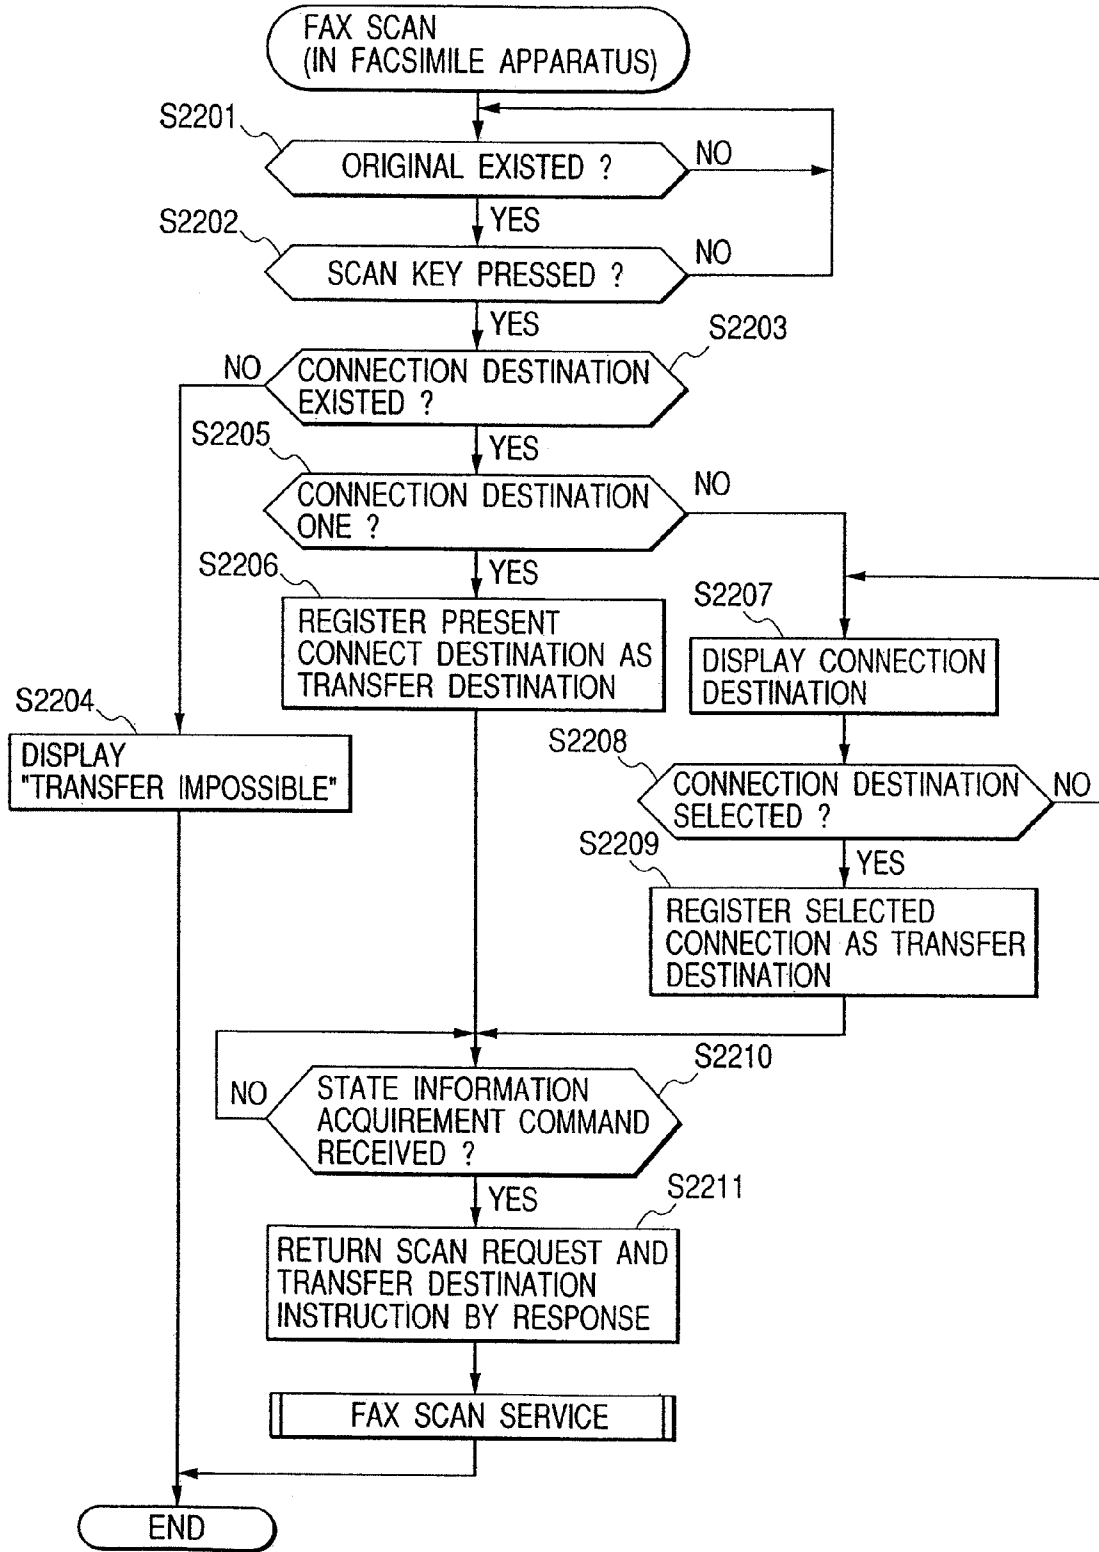 FAX SCAN
(IN FACSIMILE APPARATUS)
S2201
ORIGINAL EXISTED ?
NO
YES
S2202
SCAN KEY PRESSED ?
NO
YES
S2203
CONNECTION DESTINATION
EXISTED ?
NO
YES
S2205
CONNECTION DESTINATION
ONE ?
NO
YES
S2206
REGISTER PRESENT
CONNECT DESTINATION AS
TRANSFER DESTINATION
S2207
DISPLAY CONNECTION
DESTINATION
S2204
DISPLAY
"TRANSFER IMPOSSIBLE"
S2208
CONNECTION DESTINATION
SELECTED ?
NO
YES
S2209
REGISTER SELECTED
CONNECTION AS TRANSFER
DESTINATION
S2210
STATE INFORMATION
ACQUIREMENT COMMAND
RECEIVED ?
NO
YES
S2211
RETURN SCAN REQUEST AND
TRANSFER DESTINATION
INSTRUCTION BY RESPONSE
FAX SCAN SERVICE
END